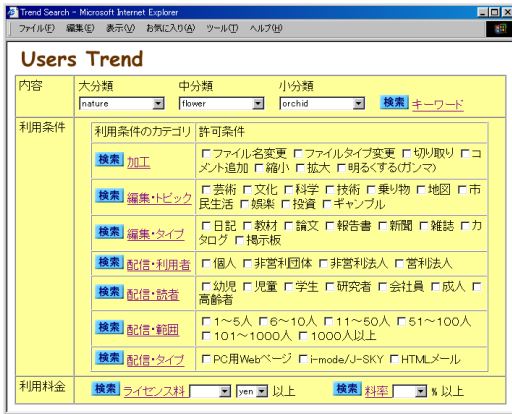 Trend Search - Microsoft Internet Explorer
ファイル(F) 編集(E) 表示(V) お気に入り(A) ツール(T) ヘルプ(H)
Users Trend
内容
大分類 中分類 小分類
nature flower orchid 検索 キーワード
利用条件
利用条件のカテゴリ 許可条件
検索 加工
ファイル名変更 ファイルタイプ変更 切り取り コ
メント追加 縮小 拡大 明るくする(ガンマ)
検索 編集・トピック
芸術 文化 科学 技術 乗り物 地図 市
民生活 娯楽 投資 ギャンブル
検索 編集・タイプ
日記 教材 論文 報告書 新聞 雑誌 カ
タログ 掲示板
検索 配信・利用者
個人 非営利団体 非営利法人 営利法人
検索 配信・読者
幼児 児童 学生 研究者 会社員 成人
高齢者
検索 配信・範囲
1~5人 6~10人 11~50人 51~100人
101~1000人 1000人以上
検索 配信・タイプ
PC用Webページ i-mode/J-SKY HTMLメール
利用料金
検索 ライセンス料 yen 以上 検索 料率 % 以上